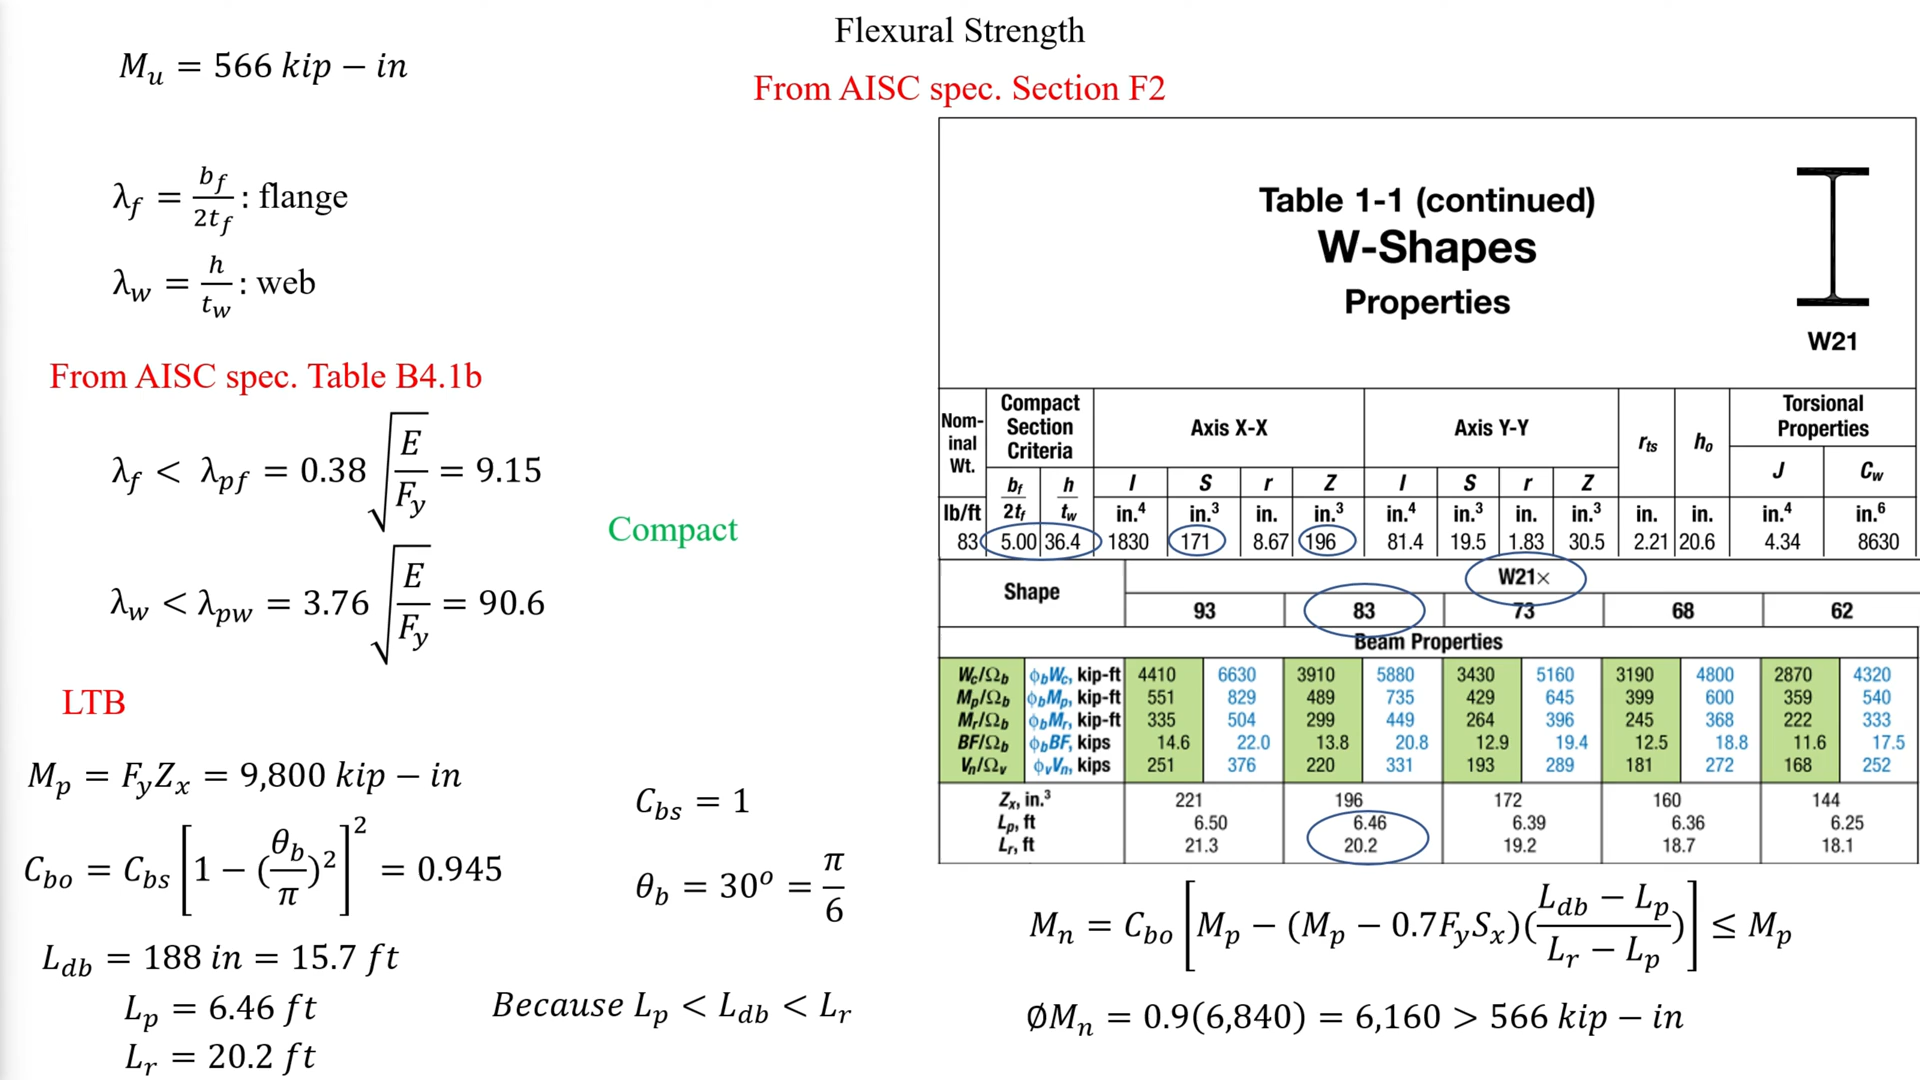 Flexural Strength
From AISC spec. Section F2
M_u = 566 kip − in
λ_f = b_f / 2t_f : flange
λ_w = h / t_w : web
From AISC spec. Table B4.1b
λ_f < λ_pf = 0.38 √(E / F_y) = 9.15
Compact
λ_w < λ_pw = 3.76 √(E / F_y) = 90.6
LTB
M_p = F_y Z_x = 9,800 kip − in
C_bo = C_bs [1 − (θ_b / π)²]² = 0.945
L_db = 188 in = 15.7 ft
L_p = 6.46 ft
L_r = 20.2 ft
C_bs = 1
θ_b = 30° = π / 6
Because L_p < L_db < L_r
Table 1-1 (continued)
W-Shapes
Properties
W21
Nom-inal Wt. Compact Section Criteria Axis X-X Axis Y-Y r_ts h_o Torsional Properties
b_f / 2t_f h / t_w I S r Z I S r Z J C_w
lb/ft in.⁴ in.³ in. in.³ in.⁴ in.³ in. in.³ in. in. in.⁴ in.⁶
83 5.00 36.4 1830 171 8.67 196 81.4 19.5 1.83 30.5 2.21 20.6 4.34 8630
Shape W21×
93 83 73 68 62
Beam Properties
W_c/Ω_b ϕ_bW_c, kip-ft 4410 6630 3910 5880 3430 5160 3190 4800 2870 4320
M_p/Ω_b ϕ_bM_p, kip-ft 551 829 489 735 429 645 399 600 359 540
M_r/Ω_b ϕ_bM_r, kip-ft 335 504 299 449 264 396 245 368 222 333
BF/Ω_b ϕ_bBF, kips 14.6 22.0 13.8 20.8 12.9 19.4 12.5 18.8 11.6 17.5
V_n/Ω_v ϕ_vV_n, kips 251 376 220 331 193 289 181 272 168 252
Z_x, in.³ 221 196 172 160 144
L_p, ft 6.50 6.46 6.39 6.36 6.25
L_r, ft 21.3 20.2 19.2 18.7 18.1
M_n = C_bo [M_p − (M_p − 0.7F_yS_x)(L_db − L_p / L_r − L_p)] ≤ M_p
∅M_n = 0.9(6,840) = 6,160 > 566 kip − in